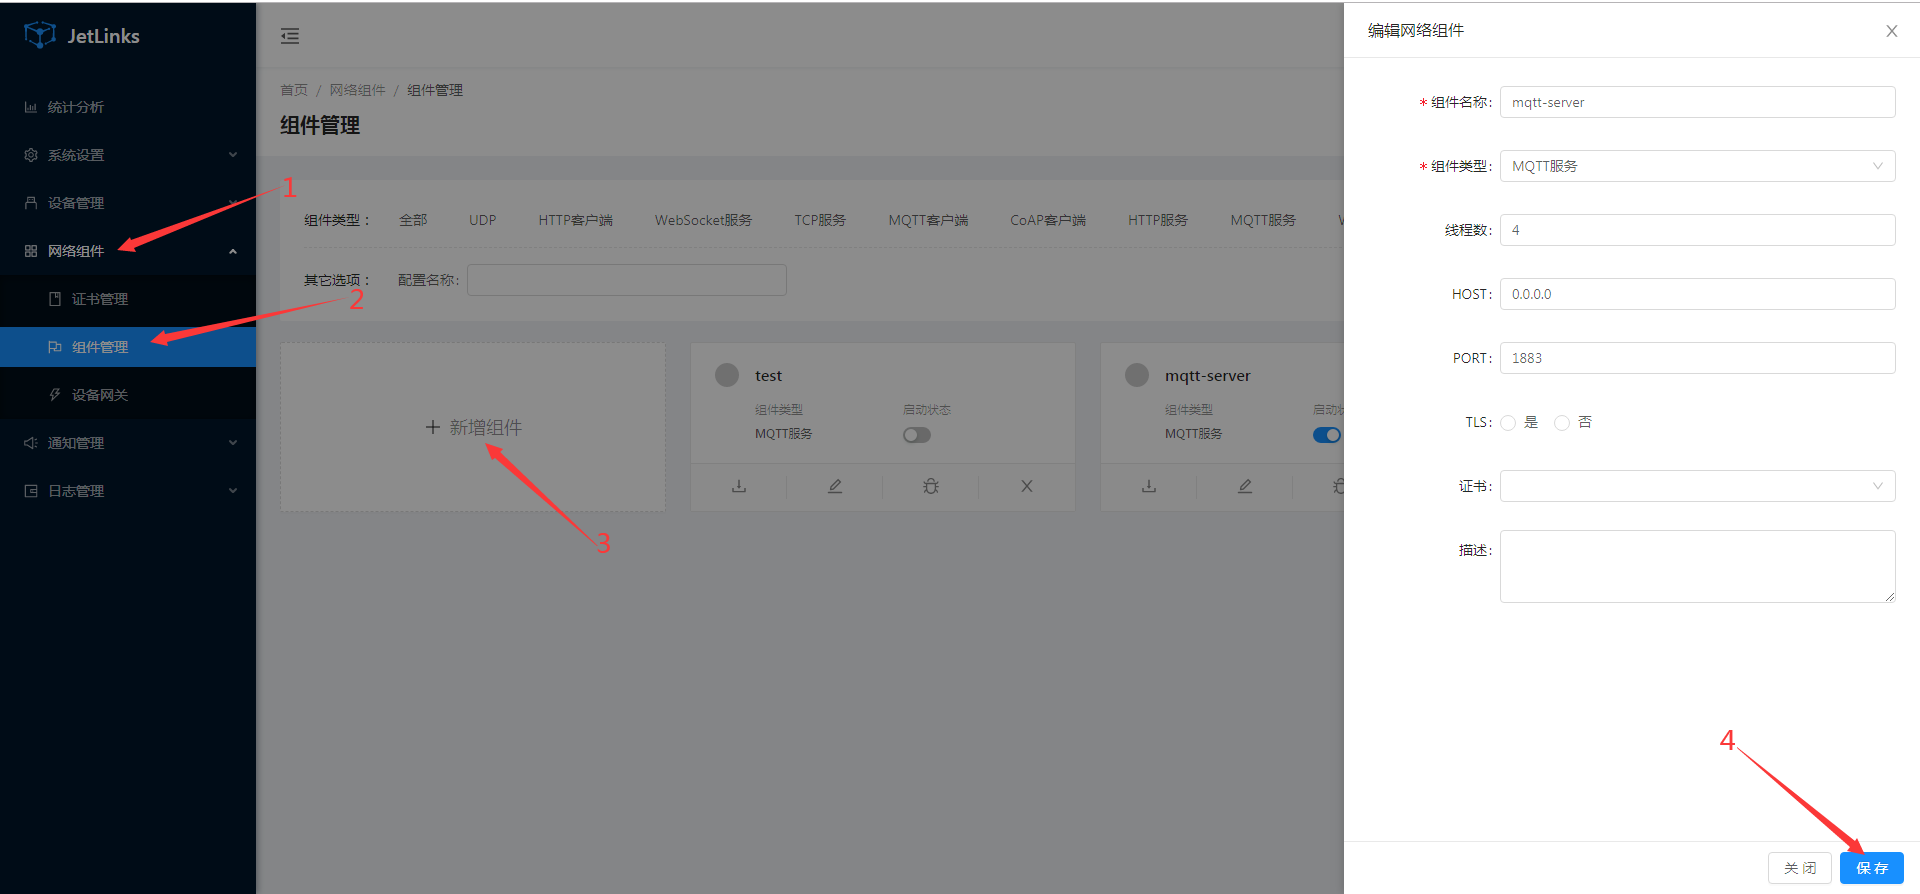 JetLinks
统计分析
系统设置
设备管理
网络组件
证书管理
组件管理
设备网关
通知管理
日志管理
1
2
首页 / 网络组件 / 组件管理
组件管理
组件类型： 全部 UDP HTTP客户端 WebSocket服务 TCP服务 MQTT客户端 CoAP客户端 HTTP服务 MQTT服务
其它选项： 配置名称:
+ 新增组件
3
test
组件类型 启动状态
MQTT服务
mqtt-server
组件类型 启动
MQTT服务
编辑网络组件
* 组件名称: mqtt-server
* 组件类型: MQTT服务
线程数: 4
HOST: 0.0.0.0
PORT: 1883
TLS: 是 否
证书:
描述:
4
关 闭 保 存